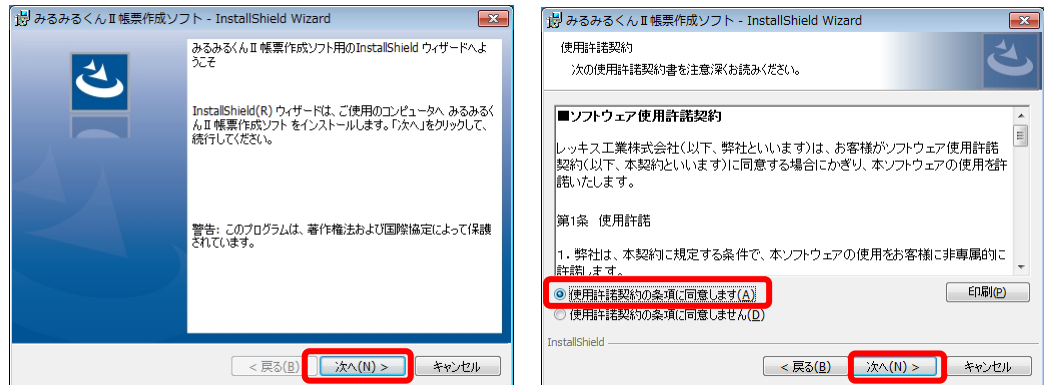 みるみるくんⅡ帳票作成ソフト - InstallShield Wizard
みるみるくんⅡ 帳票作成ソフト用のInstallShield ウィザードへよ
うこそ
InstallShield(R) ウィザードは、ご使用のコンピュータへ みるみるく
んⅡ 帳票作成ソフト をインストールします。「次へ」をクリックして、
続行してください。
警告: このプログラムは、著作権法および国際協定によって保護
されています。
< 戻る(B)
次へ(N) >
キャンセル
みるみるくんⅡ帳票作成ソフト - InstallShield Wizard
使用許諾契約
次の使用許諾契約書を注意深くお読みください。
■ソフトウェア使用許諾契約
レッキス工業株式会社(以下、弊社といいます)は、お客様がソフトウェア使用許諾
契約(以下、本契約といいます)に同意する場合にかぎり、本ソフトウェアの使用を許
諾いたします。
第1条 使用許諾
1．弊社は、本契約に規定する条件で、本ソフトウェアの使用をお客様に非専属的に
許諾します。
使用許諾契約の条項に同意します(A)
印刷(P)
使用許諾契約の条項に同意しません(D)
InstallShield
< 戻る(B)
次へ(N) >
キャンセル